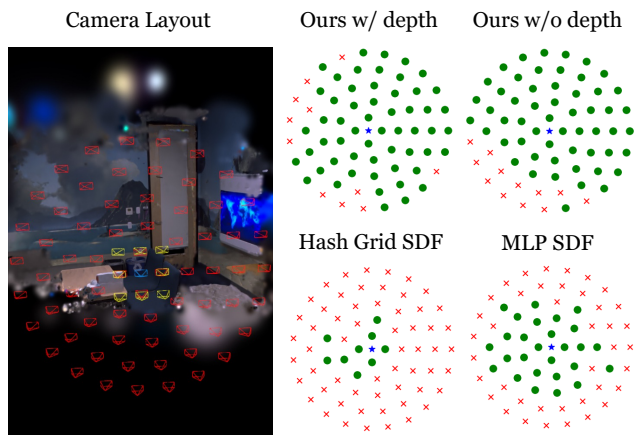 Camera Layout
Ours w/ depth
Ours w/o depth
Hash Grid SDF
MLP SDF